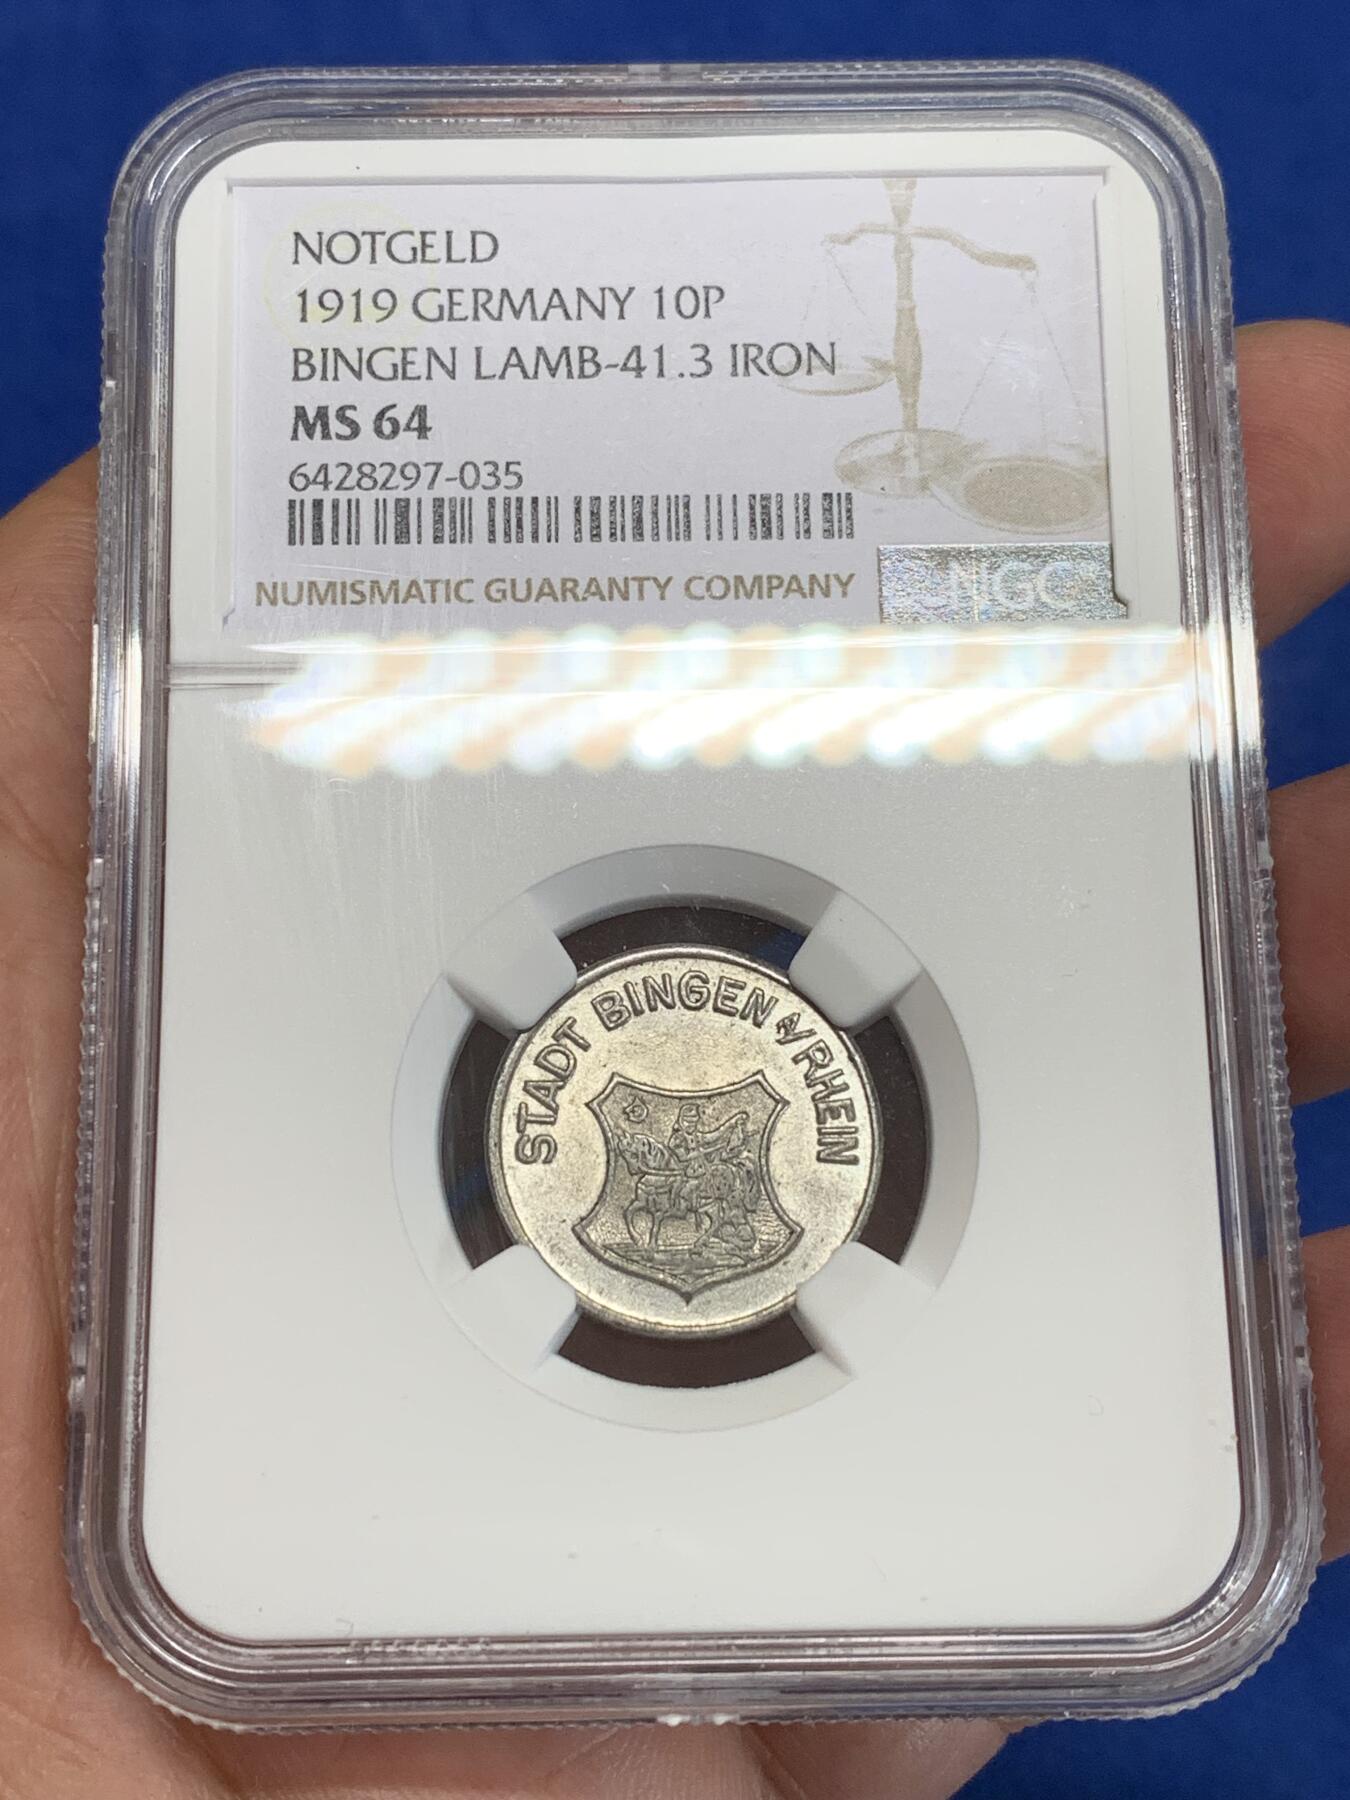 NOTGELD
1919 GERMANY 10P
BINGEN LAMB-41.3 IRON
MS 64
6428297-035
NUMISMATIC GUARANTY COMPANY
NGC
STADT BINGEN A/RHEIN